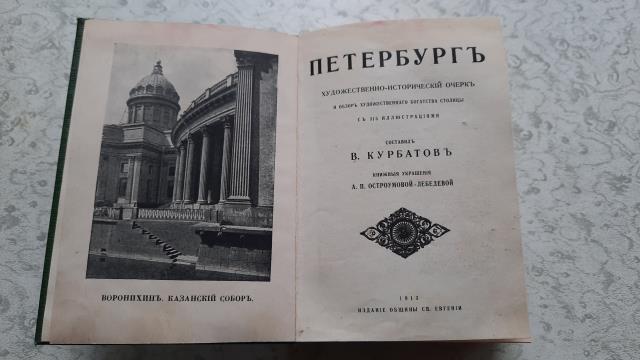 ВОРОНИХИНЪ. КАЗАНСКІЙ СОБОРЪ.
ПЕТЕРБУРГЪ
ХУДОЖЕСТВЕННО-ИСТОРИЧЕСКІЙ ОЧЕРКЪ
И ОБЗОРЪ ХУДОЖЕСТВЕННАГО БОГАТСТВА СТОЛИЦЫ
СЪ ИЛЛЮСТРАЦІЯМИ
СОСТАВИЛЪ
В. КУРБАТОВЪ
КНИЖНЫЯ УКРАШЕНІЯ
А. П. ОСТРОУМОВОЙ-ЛЕБЕДЕВОЙ
1913
ИЗДАНІЕ ОБЩИНЫ СВ. ЕВГЕНІИ